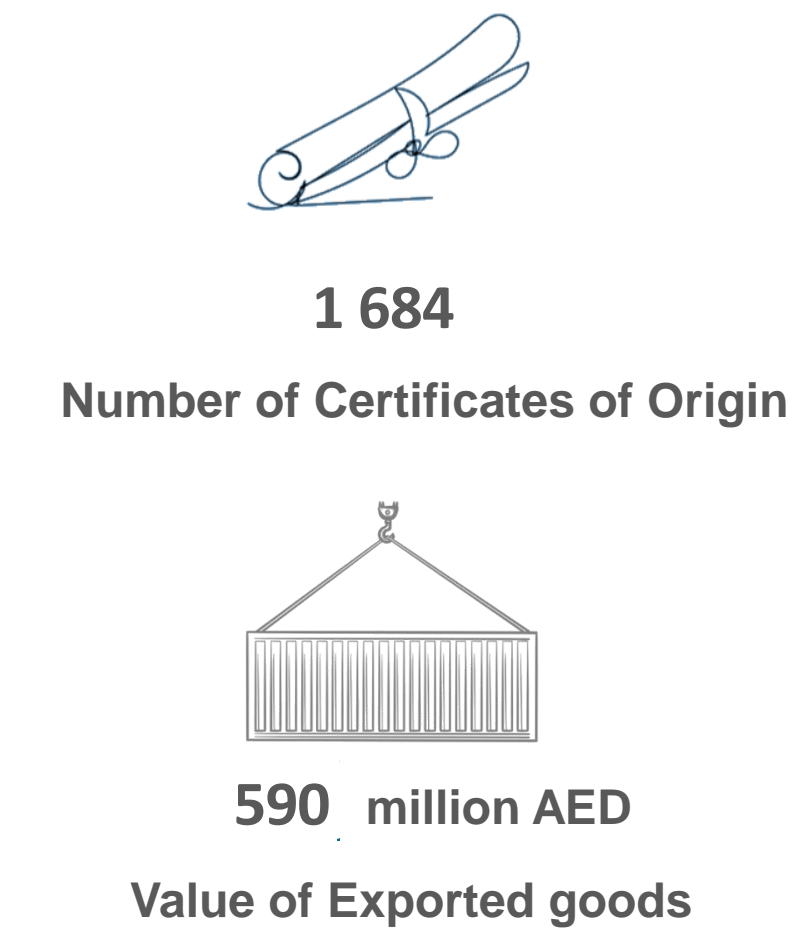 1 684
Number of Certificates of Origin
590 million AED
Value of Exported goods